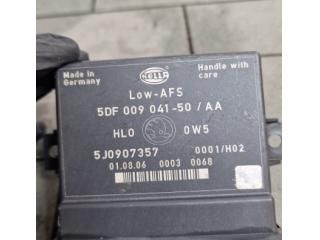 Made in Germany
HELLA
Handle with care
Low-AFS
5DF 009 041-50 / AA
HL0 0W5
5J0907357 0001/H02
01.08.06 0003 0068